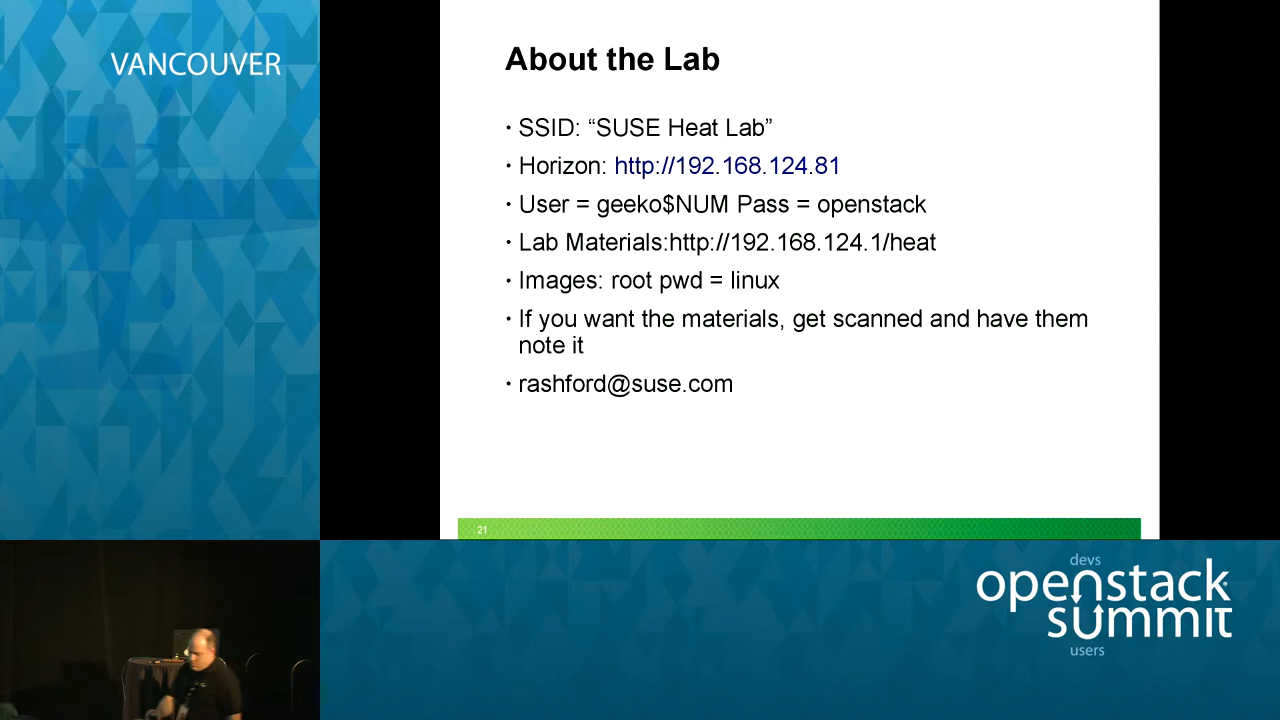 VANCOUVER
About the Lab
• SSID: “SUSE Heat Lab”
• Horizon: http://192.168.124.81
• User = geeko$NUM Pass = openstack
• Lab Materials:http://192.168.124.1/heat
• Images: root pwd = linux
• If you want the materials, get scanned and have them
note it
• rashford@suse.com
21
devs
openstack
summit
users